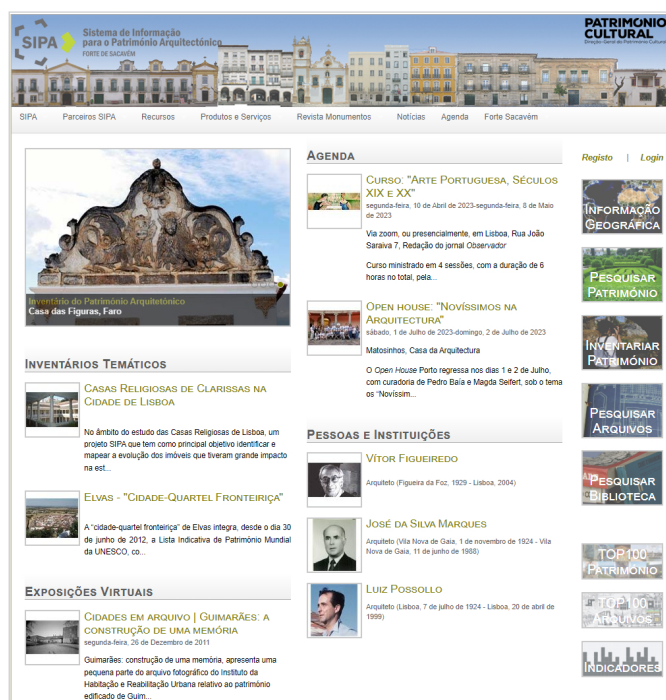 SIPA
Sistema de Informação
para o Património Arquitectónico
FORTE DE SACAVÉM
PATRIMÓNIO
CULTURAL
Direção-Geral do Património Cultural
SIPA Parceiros SIPA Recursos Produtos e Serviços Revista Monumentos Notícias Agenda Forte Sacavém
Inventário do Património Arquitetónico
Casa das Figuras, Faro
INVENTÁRIOS TEMÁTICOS
CASAS RELIGIOSAS DE CLARISSAS NA
CIDADE DE LISBOA
No âmbito do estudo das Casas Religiosas de Lisboa, um
projeto SIPA que tem como principal objetivo identificar e
mapear a evolução dos imóveis que tiveram grande impacto
na est...
ELVAS - "CIDADE-QUARTEL FRONTEIRIÇA"
A "cidade-quartel fronteiriça" de Elvas integra, desde o dia 30
de junho de 2012, a Lista Indicativa de Património Mundial
da UNESCO, co...
EXPOSIÇÕES VIRTUAIS
CIDADES EM ARQUIVO | GUIMARÃES: A
CONSTRUÇÃO DE UMA MEMÓRIA
segunda-feira, 26 de Dezembro de 2011
Guimarães: construção de uma memória, apresenta uma
pequena parte do arquivo fotográfico do Instituto da
Habitação e Reabilitação Urbana relativo ao património
edificado de Guim...
AGENDA
CURSO: "ARTE PORTUGUESA, SÉCULOS
XIX E XX"
segunda-feira, 10 de Abril de 2023-segunda-feira, 8 de Maio
de 2023
Via zoom, ou presencialmente, em Lisboa, Rua João
Saraiva 7, Redação do jornal Observador
Curso ministrado em 4 sessões, com a duração de 6
horas no total, pela...
OPEN HOUSE: "NOVÍSSIMOS NA
ARQUITECTURA"
sábado, 1 de Julho de 2023-domingo, 2 de Julho de 2023
Matosinhos, Casa da Arquitectura
O Open House Porto regressa nos dias 1 e 2 de Julho,
com curadoria de Pedro Baía e Magda Seifert, sob o tema
os "Novíssim...
PESSOAS E INSTITUIÇÕES
VÍTOR FIGUEIREDO
Arquiteto (Figueira da Foz, 1929 - Lisboa, 2004)
JOSÉ DA SILVA MARQUES
Arquiteto (Vila Nova de Gaia, 1 de novembro de 1924 - Vila
Nova de Gaia, 11 de junho de 1988)
LUIZ POSSOLLO
Arquiteto (Lisboa, 7 de julho de 1924 - Lisboa, 20 de abril de
1999)
Registo | Login
INFORMAÇÃO
GEOGRÁFICA
PESQUISAR
PATRIMÓNIO
INVENTARIAR
PATRIMÓNIO
PESQUISAR
ARQUIVOS
PESQUISAR
BIBLIOTECA
TOP100
PATRIMÓNIO
TOP100
ARQUIVOS
INDICADORES